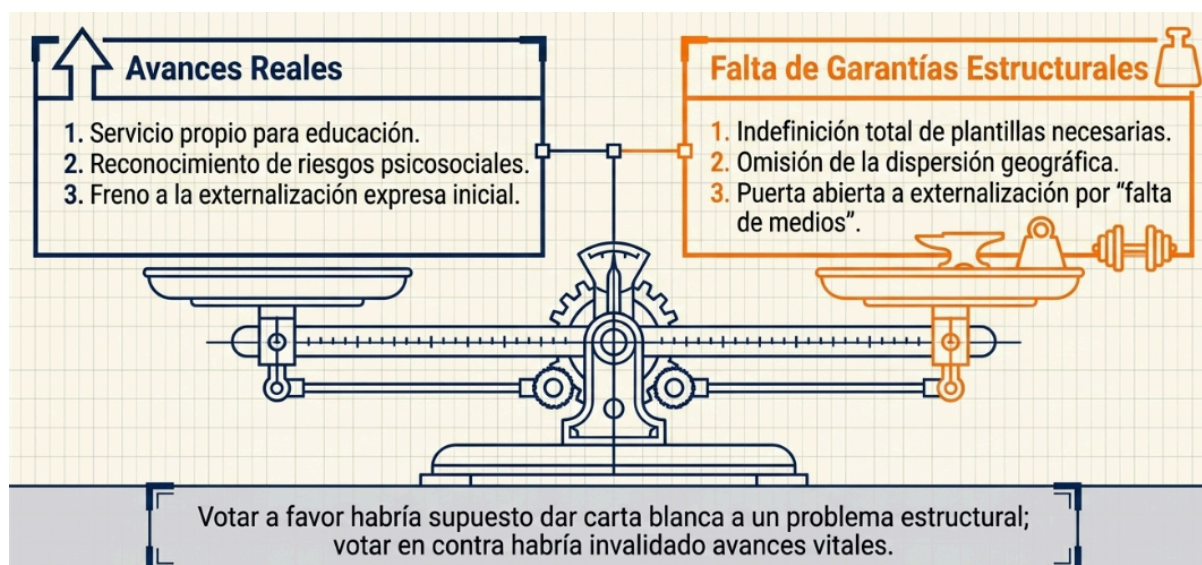 Avances Reales
1. Servicio propio para educación.
2. Reconocimiento de riesgos psicosociales.
3. Freno a la externalización expresa inicial.
Falta de Garantías Estructurales
1. Indefinición total de plantillas necesarias.
2. Omisión de la dispersión geográfica.
3. Puerta abierta a externalización por “falta
de medios”.
Votar a favor habría supuesto dar carta blanca a un problema estructural;
votar en contra habría invalidado avances vitales.